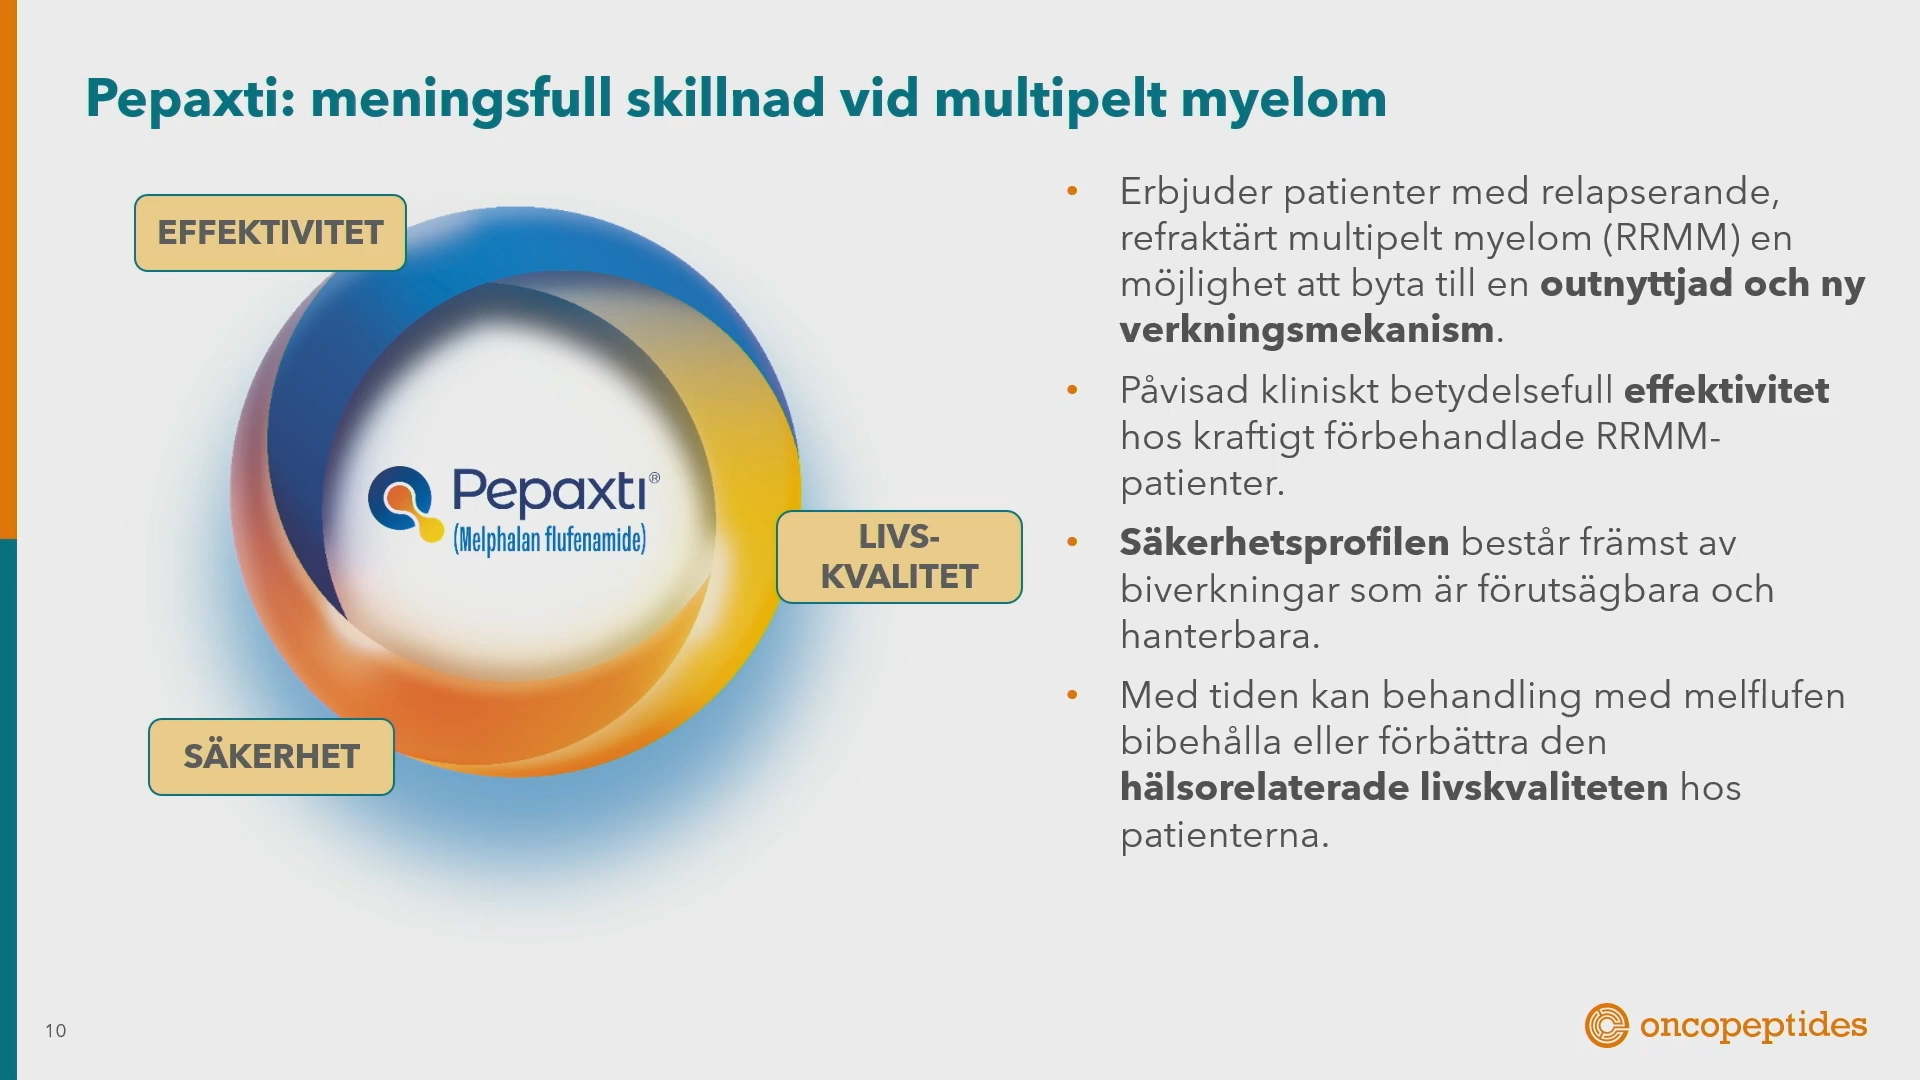 Pepaxti: meningsfull skillnad vid multipelt myelom
EFFEKTIVITET
Pepaxti®
(Melphalan flufenamide)
LIVS-
KVALITET
SÄKERHET
• Erbjuder patienter med relapserande,
refraktärt multipelt myelom (RRMM) en
möjlighet att byta till en outnyttjad och ny
verkningsmekanism.
• Påvisad kliniskt betydelsefull effektivitet
hos kraftigt förbehandlade RRMM-
patienter.
• Säkerhetsprofilen består främst av
biverkningar som är förutsägbara och
hanterbara.
• Med tiden kan behandling med melflufen
bibehålla eller förbättra den
hälsorelaterade livskvaliteten hos
patienterna.
10
oncopeptides